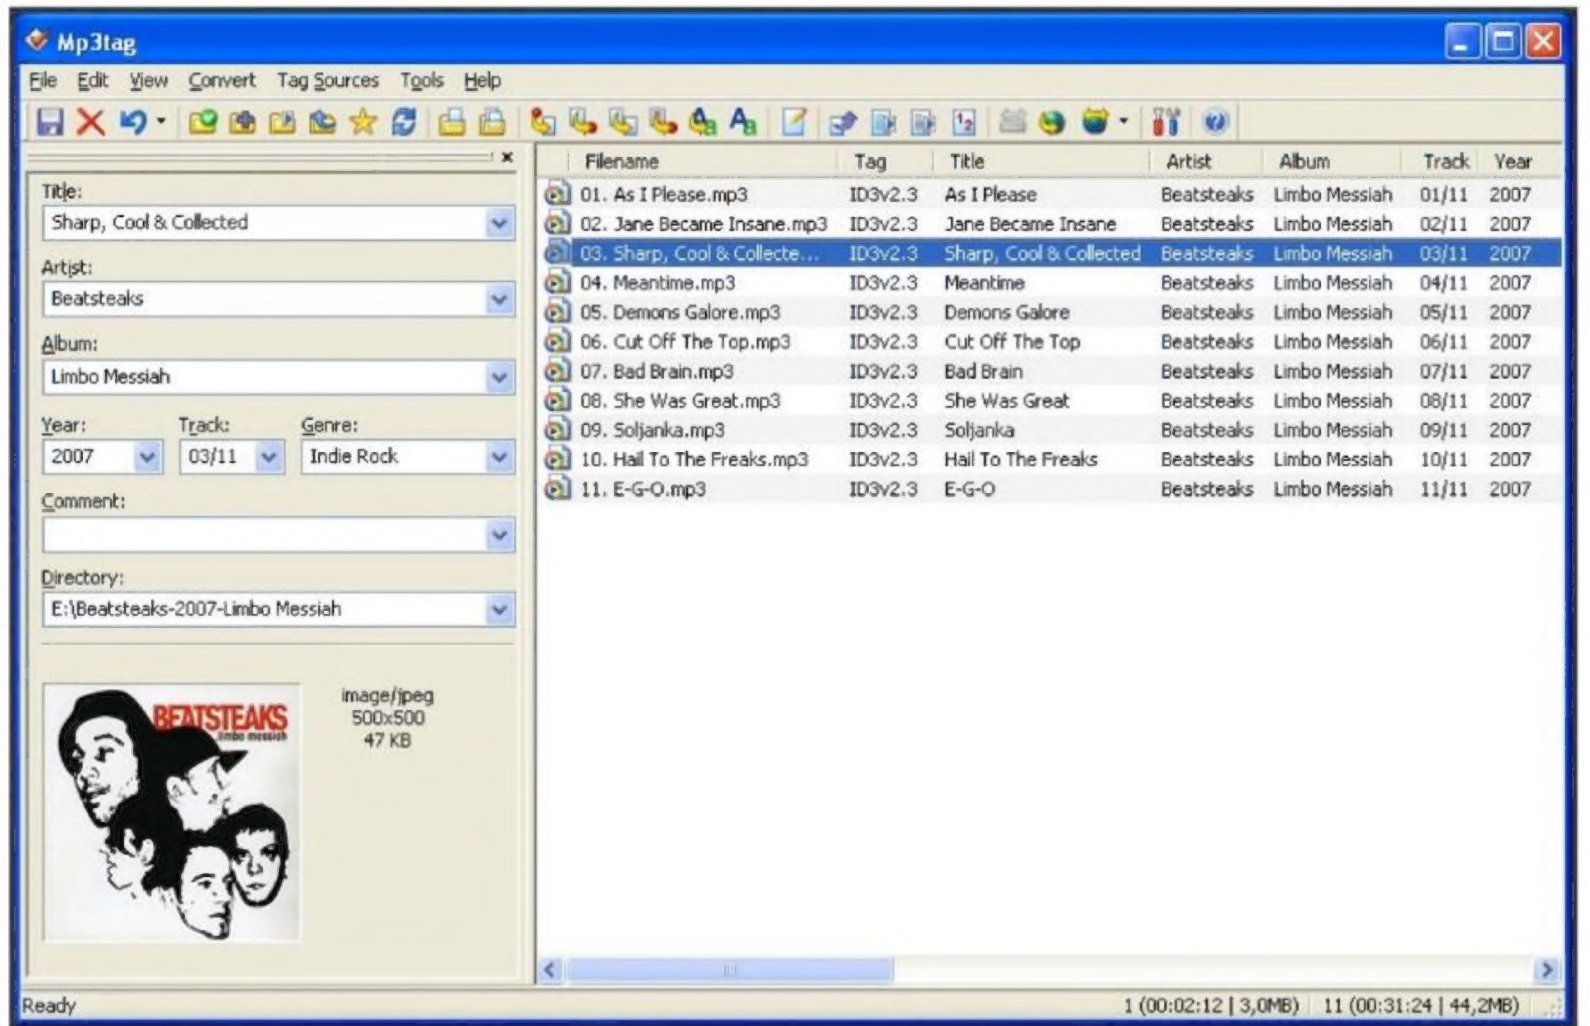 Mp3tag
File Edit View Convert Tag Sources Tools Help
Title:
Sharp, Cool & Collected
Artist:
Beatsteaks
Album:
Limbo Messiah
Year: Track: Genre:
2007 03/11 Indie Rock
Comment:
Directory:
E:\Beatsteaks-2007-Limbo Messiah
BEATSTEAKS
limbo messiah
image/jpeg
500x500
47 KB
Filename Tag Title Artist Album Track Year
01. As I Please.mp3 ID3v2.3 As I Please Beatsteaks Limbo Messiah 01/11 2007
02. Jane Became Insane.mp3 ID3v2.3 Jane Became Insane Beatsteaks Limbo Messiah 02/11 2007
03. Sharp, Cool & Collecte... ID3v2.3 Sharp, Cool & Collected Beatsteaks Limbo Messiah 03/11 2007
04. Meantime.mp3 ID3v2.3 Meantime Beatsteaks Limbo Messiah 04/11 2007
05. Demons Galore.mp3 ID3v2.3 Demons Galore Beatsteaks Limbo Messiah 05/11 2007
06. Cut Off The Top.mp3 ID3v2.3 Cut Off The Top Beatsteaks Limbo Messiah 06/11 2007
07. Bad Brain.mp3 ID3v2.3 Bad Brain Beatsteaks Limbo Messiah 07/11 2007
08. She Was Great.mp3 ID3v2.3 She Was Great Beatsteaks Limbo Messiah 08/11 2007
09. Soljanka.mp3 ID3v2.3 Soljanka Beatsteaks Limbo Messiah 09/11 2007
10. Hail To The Freaks.mp3 ID3v2.3 Hail To The Freaks Beatsteaks Limbo Messiah 10/11 2007
11. E-G-O.mp3 ID3v2.3 E-G-O Beatsteaks Limbo Messiah 11/11 2007
Ready 1 (00:02:12 | 3,0MB) 11 (00:31:24 | 44,2MB)